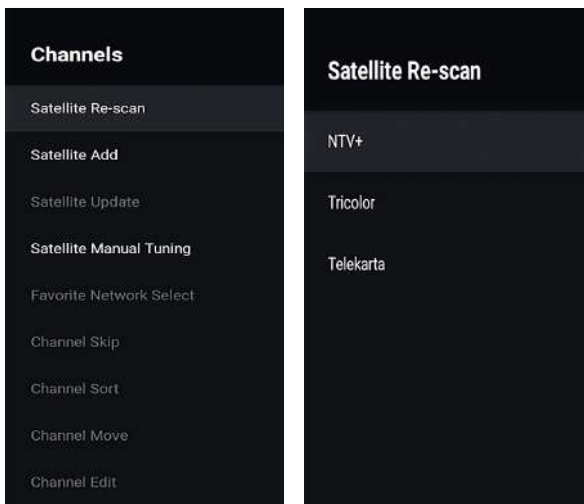 Channels
Satellite Re-scan
Satellite Add
Satellite Update
Satellite Manual Tuning
Favorite Network Select
Channel Skip
Channel Sort
Channel Move
Channel Edit
Satellite Re-scan
NTV+
Tricolor
Telekarta